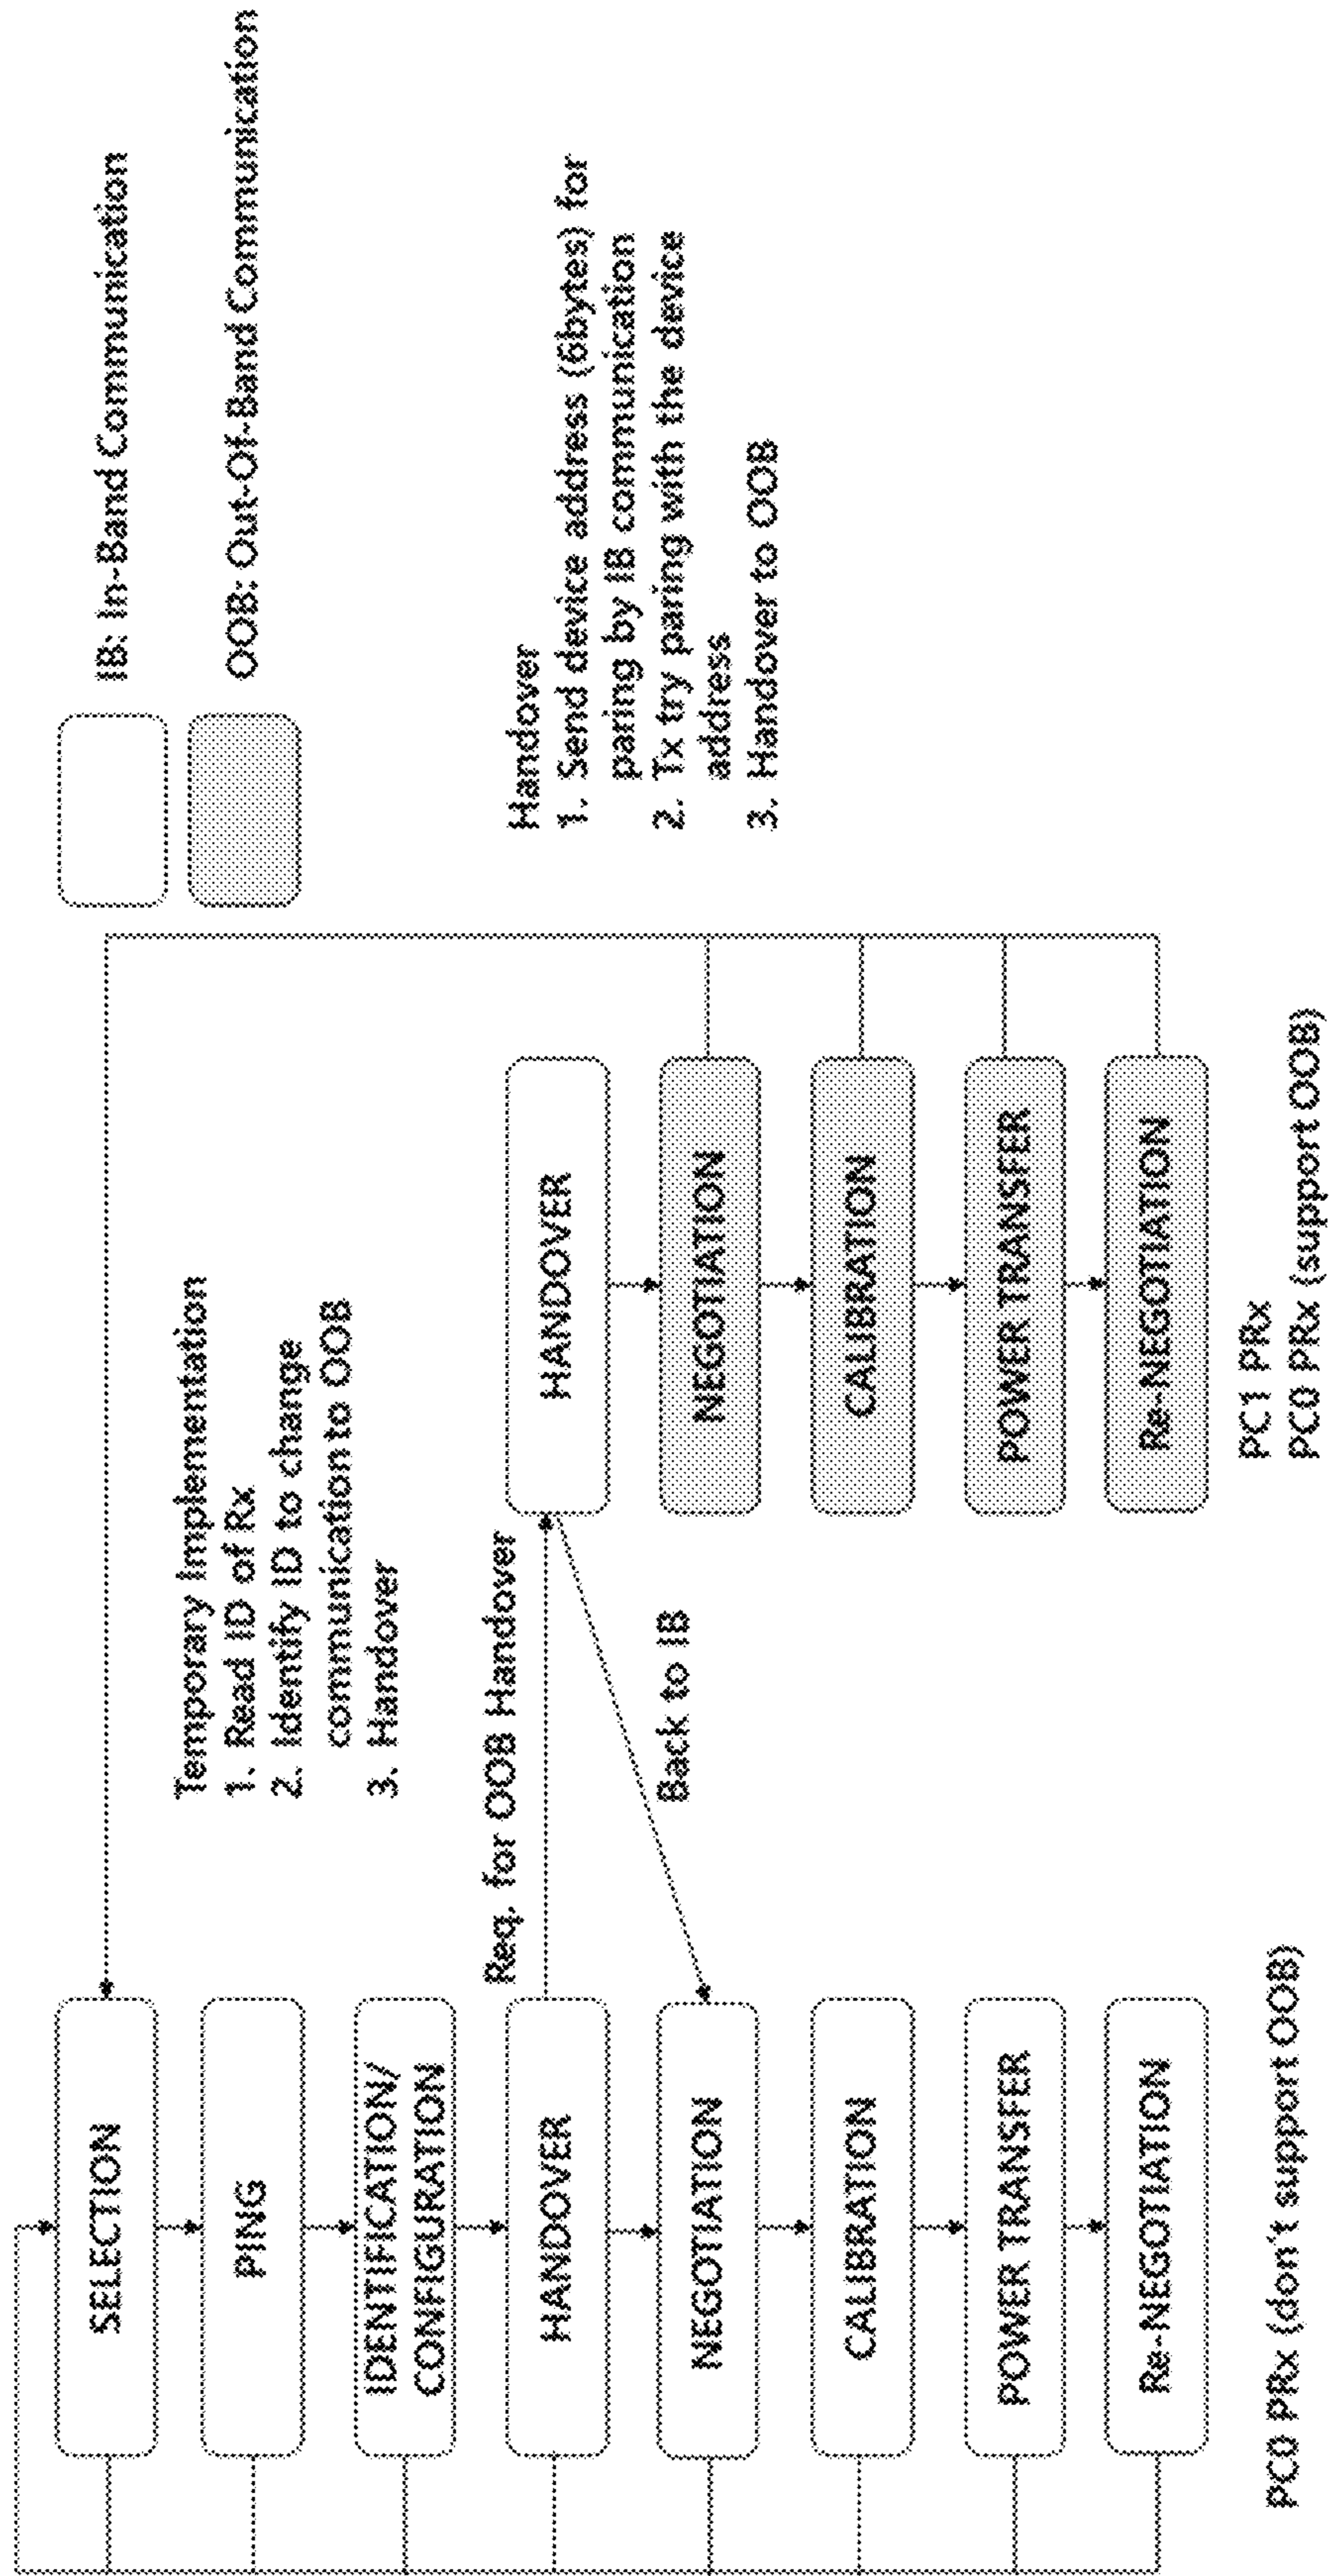 SELECTION
PING
IDENTIFICATION/
CONFIGURATION
HANDOVER
NEGOTIATION
CALIBRATION
POWER TRANSFER
Re-NEGOTIATION
PC0 PRx (don't support OOB)
Temporary Implementation
1. Read ID of Rx
2. Identify ID to change
communication to OOB
3. Handover
Req. for OOB Handover
Back to IB
HANDOVER
NEGOTIATION
CALIBRATION
POWER TRANSFER
Re-NEGOTIATION
PC1 PRx
PC0 PRx (support OOB)
IB: In-Band Communication
OOB: Out-Of-Band Communication
Handover
1. Send device address (6bytes) for
paring by IB communication
2. Tx try paring with the device
address
3. Handover to OOB